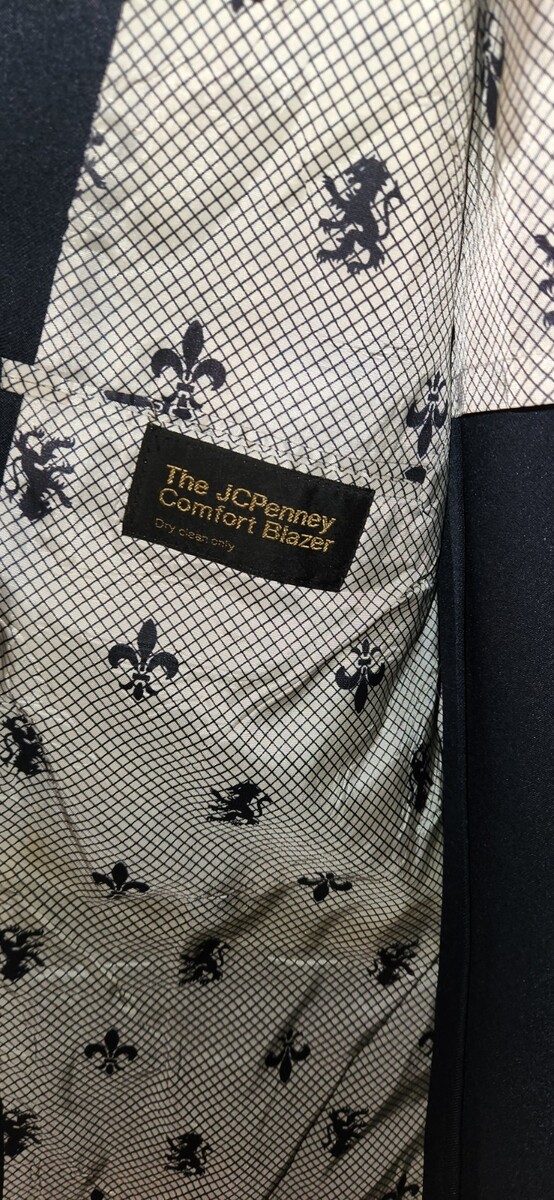 The JCPenney
Comfort Blazer
Dry clean only